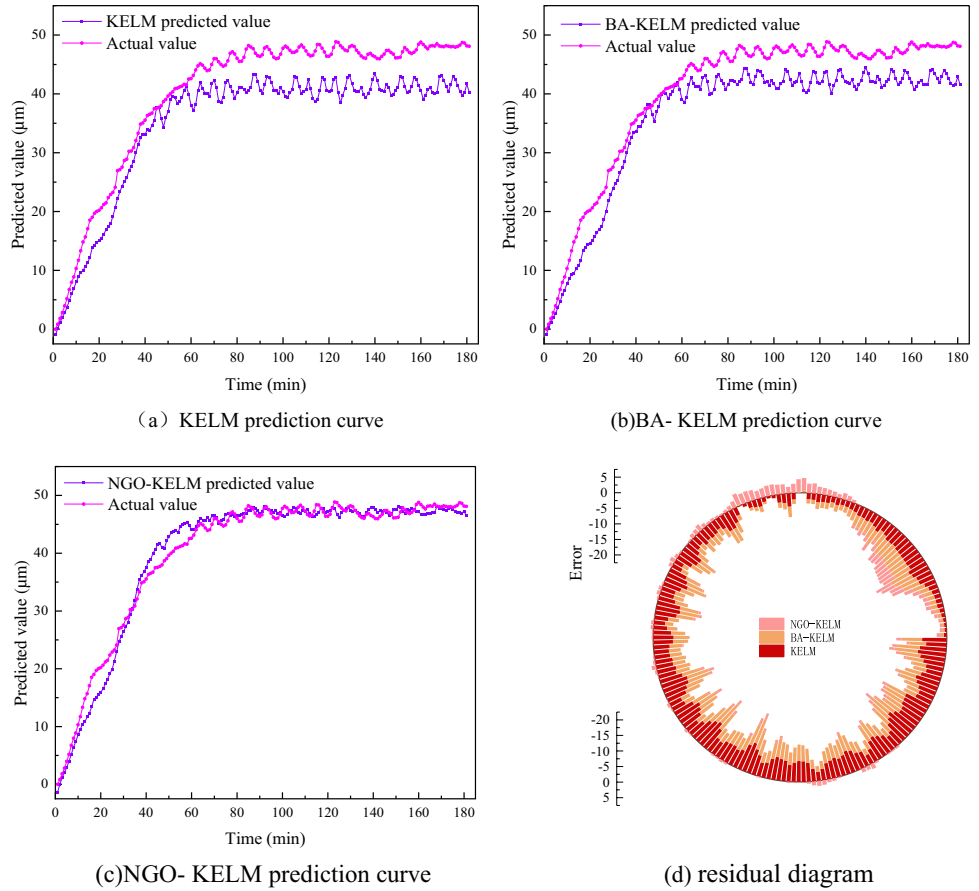 KELM predicted value
Actual value
50
40
30
20
10
0
Predicted value (μm)
0 20 40 60 80 100 120 140 160 180
Time (min)
(a) KELM prediction curve
BA-KELM predicted value
Actual value
50
40
30
20
10
0
Predicted value (μm)
0 20 40 60 80 100 120 140 160 180
Time (min)
(b)BA- KELM prediction curve
NGO-KELM predicted value
Actual value
50
40
30
20
10
0
Predicted value (μm)
0 20 40 60 80 100 120 140 160 180
Time (min)
(c)NGO- KELM prediction curve
5
0
-5
-10
-15
-20
Error
NGO-KELM
BA-KELM
KELM
-20
-15
-10
-5
0
5
(d) residual diagram